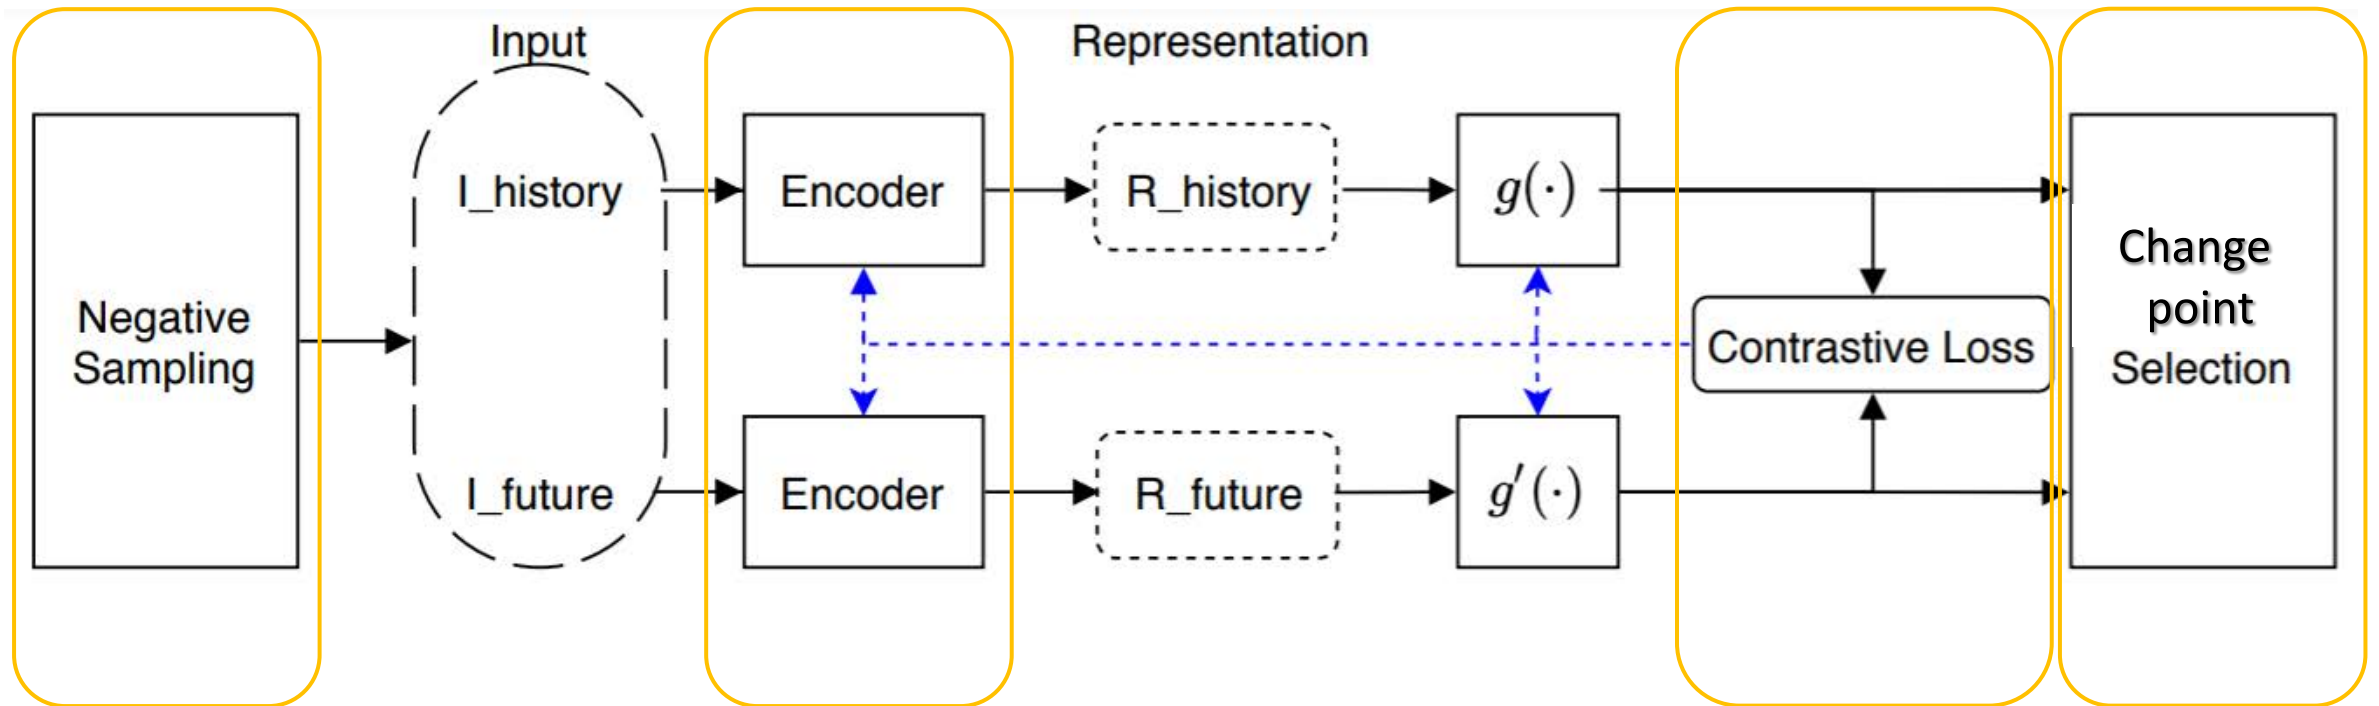 Input
Representation
Negative
Sampling
I_history
Encoder
R_history
g(·)
Contrastive Loss
I_future
Encoder
R_future
g′(·)
Change
point
Selection